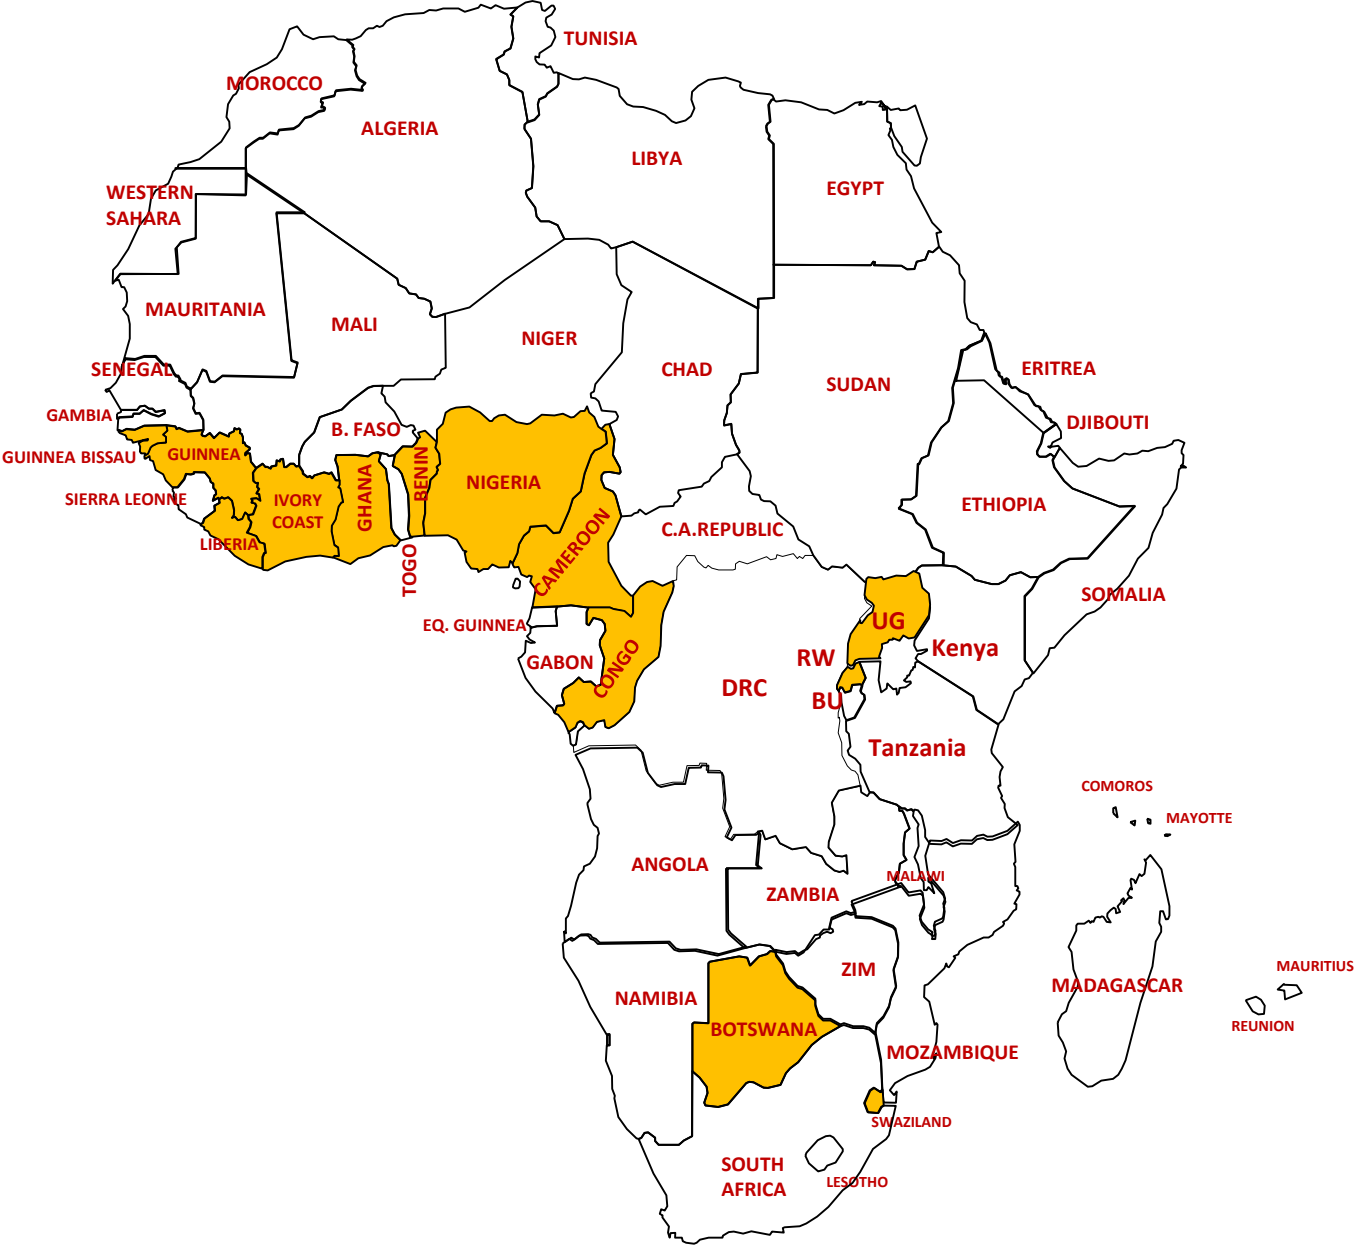 TUNISIA
MOROCCO
ALGERIA
LIBYA
EGYPT
WESTERN
SAHARA
MAURITANIA
MALI
NIGER
CHAD
SUDAN
ERITREA
SENEGAL
GAMBIA
DJIBOUTI
B. FASO
GUINNEA BISSAU
GUINNEA
BENIN
NIGERIA
SIERRA LEONNE
IVORY
COAST
GHANA
ETHIOPIA
LIBERIA
C.A.REPUBLIC
CAMEROON
TOGO
SOMALIA
EQ. GUINNEA
UG
Kenya
GABON
CONGO
RW
DRC
BU
Tanzania
COMOROS
MAYOTTE
ANGOLA
MALAWI
ZAMBIA
ZIM
MAURITIUS
MADAGASCAR
NAMIBIA
BOTSWANA
REUNION
MOZAMBIQUE
SWAZILAND
SOUTH
AFRICA
LESOTHO